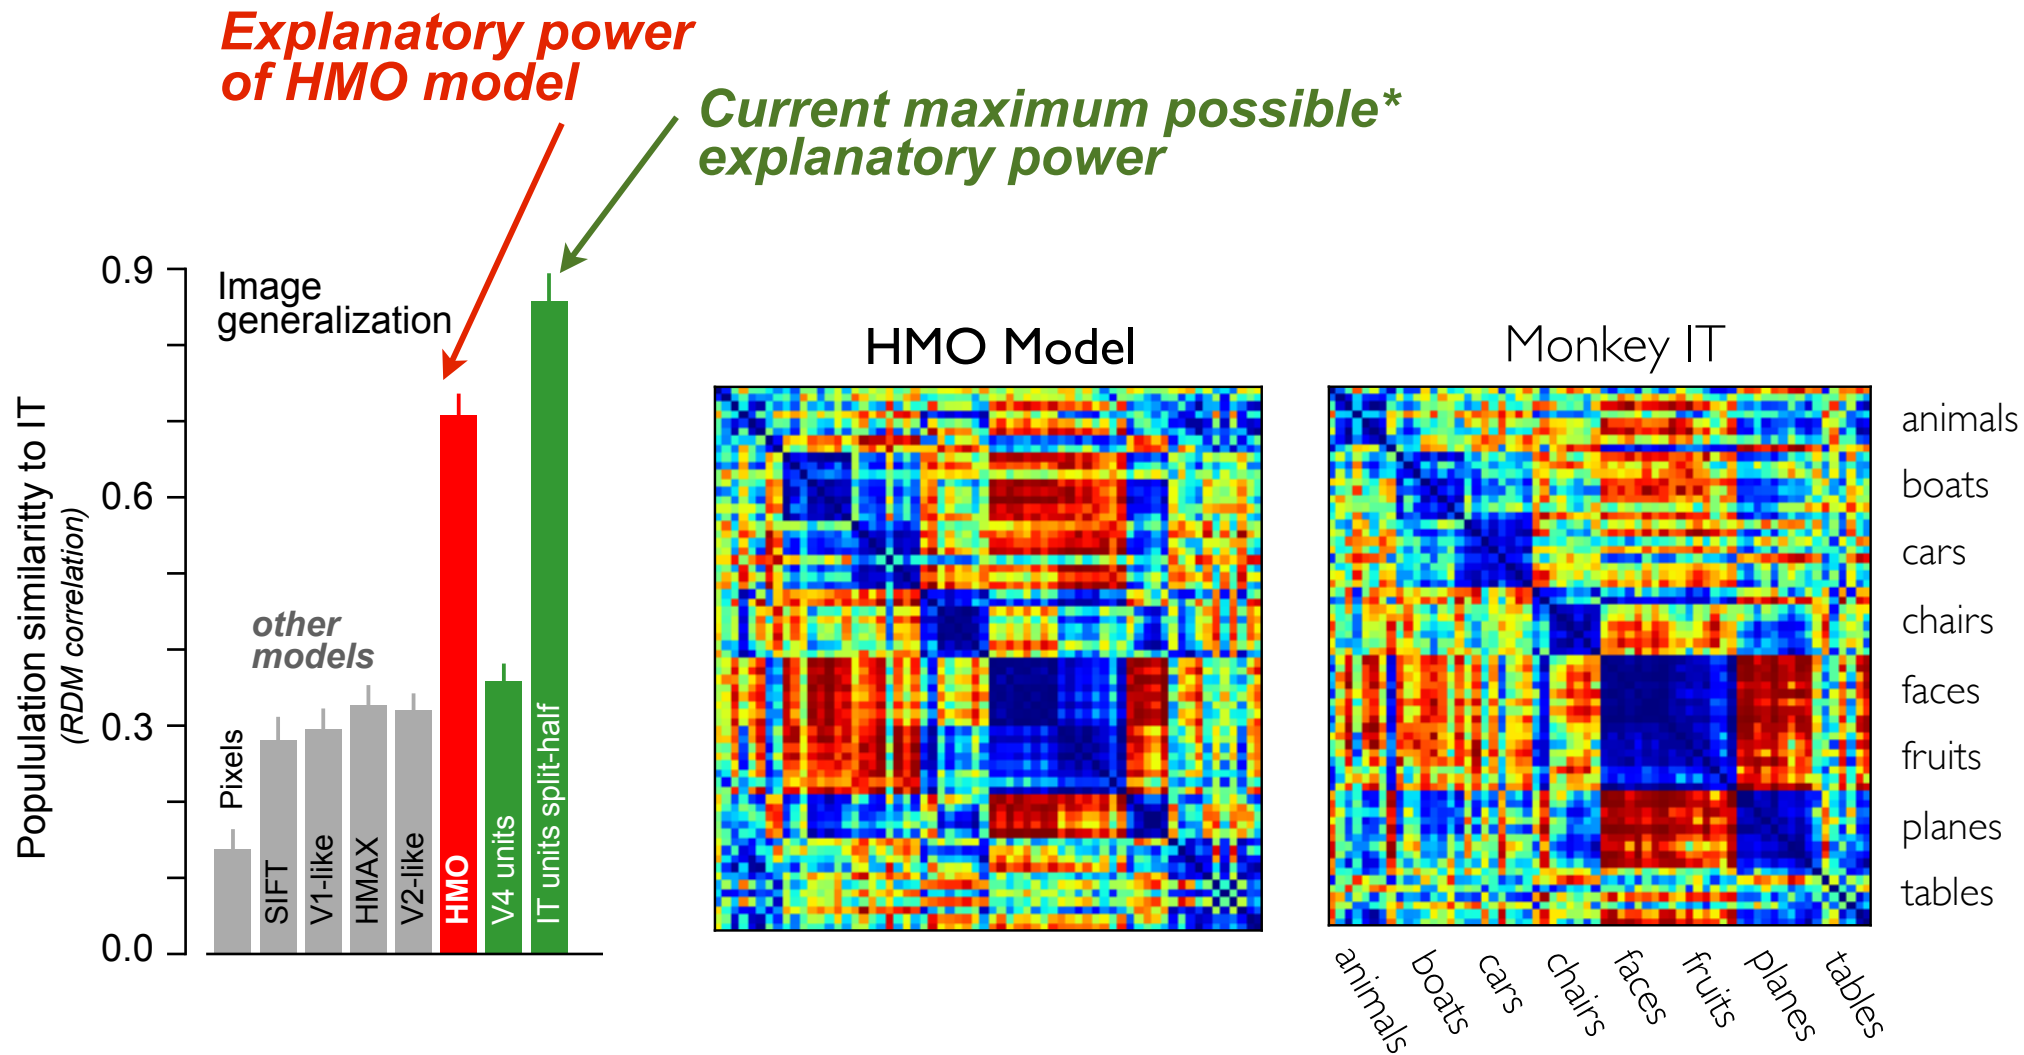 Explanatory power
of HMO model
Current maximum possible*
explanatory power
Popululation similaritty to IT
(RDM correlation)
0.9
0.6
0.3
0.0
Image
generalization
other
models
Pixels
SIFT
V1-like
HMAX
V2-like
HMO
V4 units
IT units split-half
HMO Model
Monkey IT
animals
boats
cars
chairs
faces
fruits
planes
tables
animals
boats
cars
chairs
faces
fruits
planes
tables